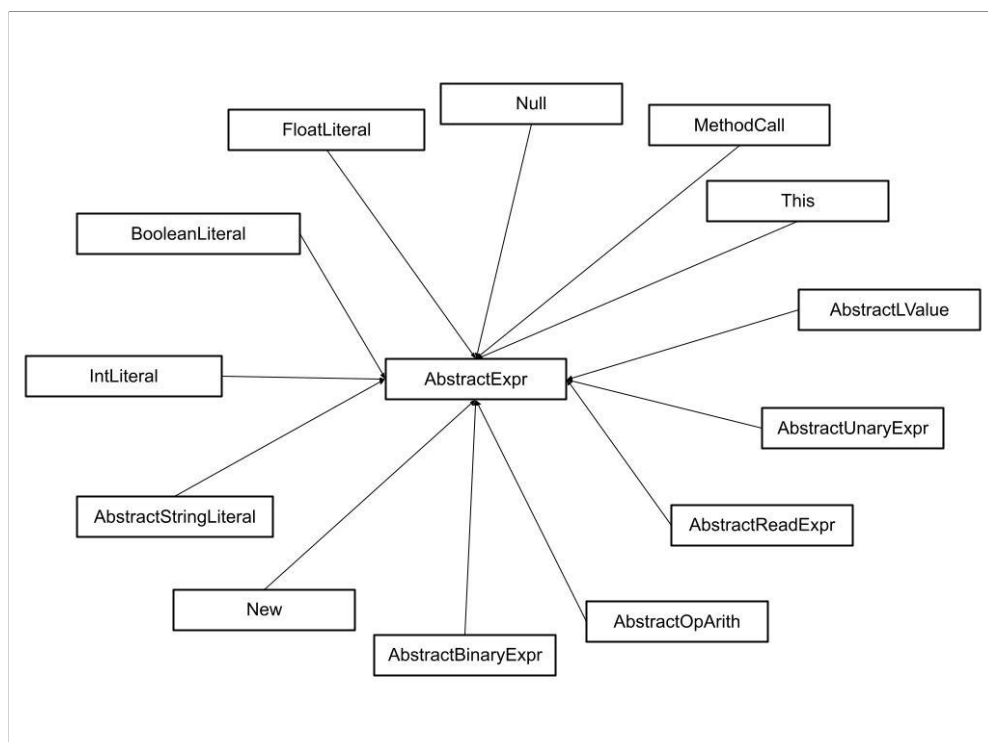 Null
FloatLiteral
MethodCall
This
BooleanLiteral
AbstractLValue
IntLiteral
AbstractExpr
AbstractUnaryExpr
AbstractStringLiteral
AbstractReadExpr
New
AbstractOpArith
AbstractBinaryExpr